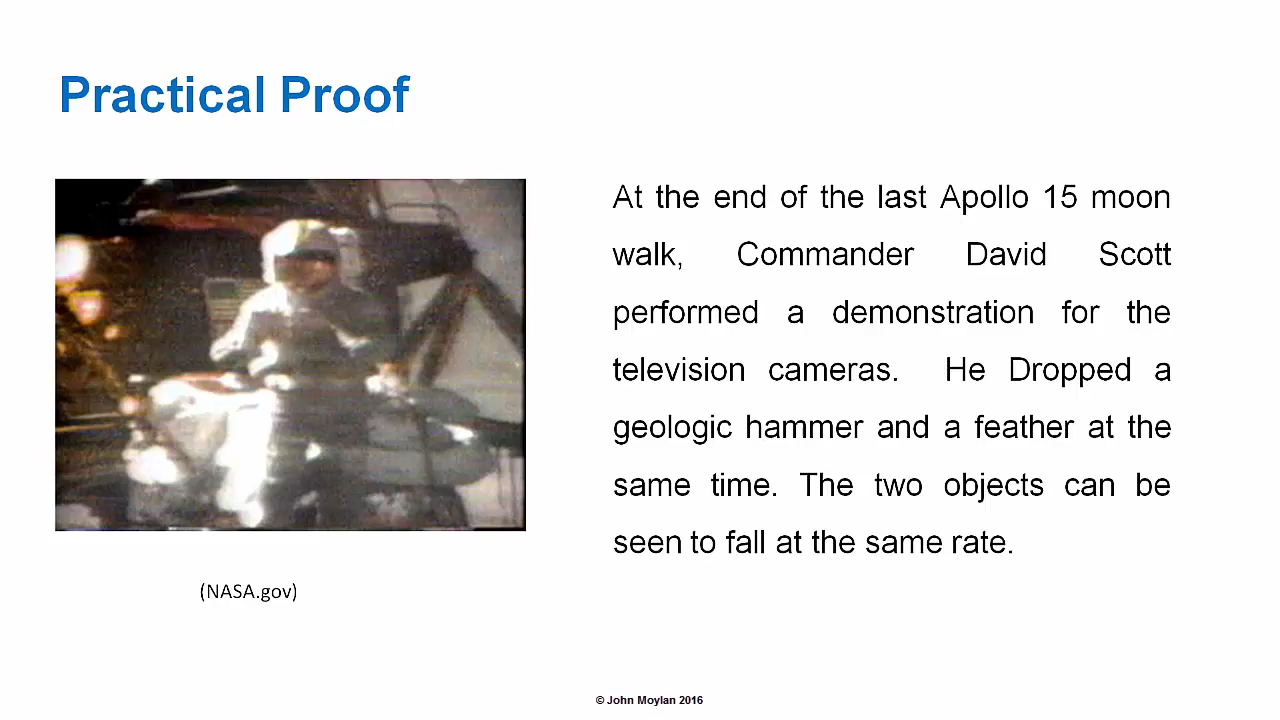 Practical Proof
At the end of the last Apollo 15 moon
walk, Commander David Scott
performed a demonstration for the
television cameras. He Dropped a
geologic hammer and a feather at the
same time. The two objects can be
seen to fall at the same rate.
(NASA.gov)
© John Moylan 2016